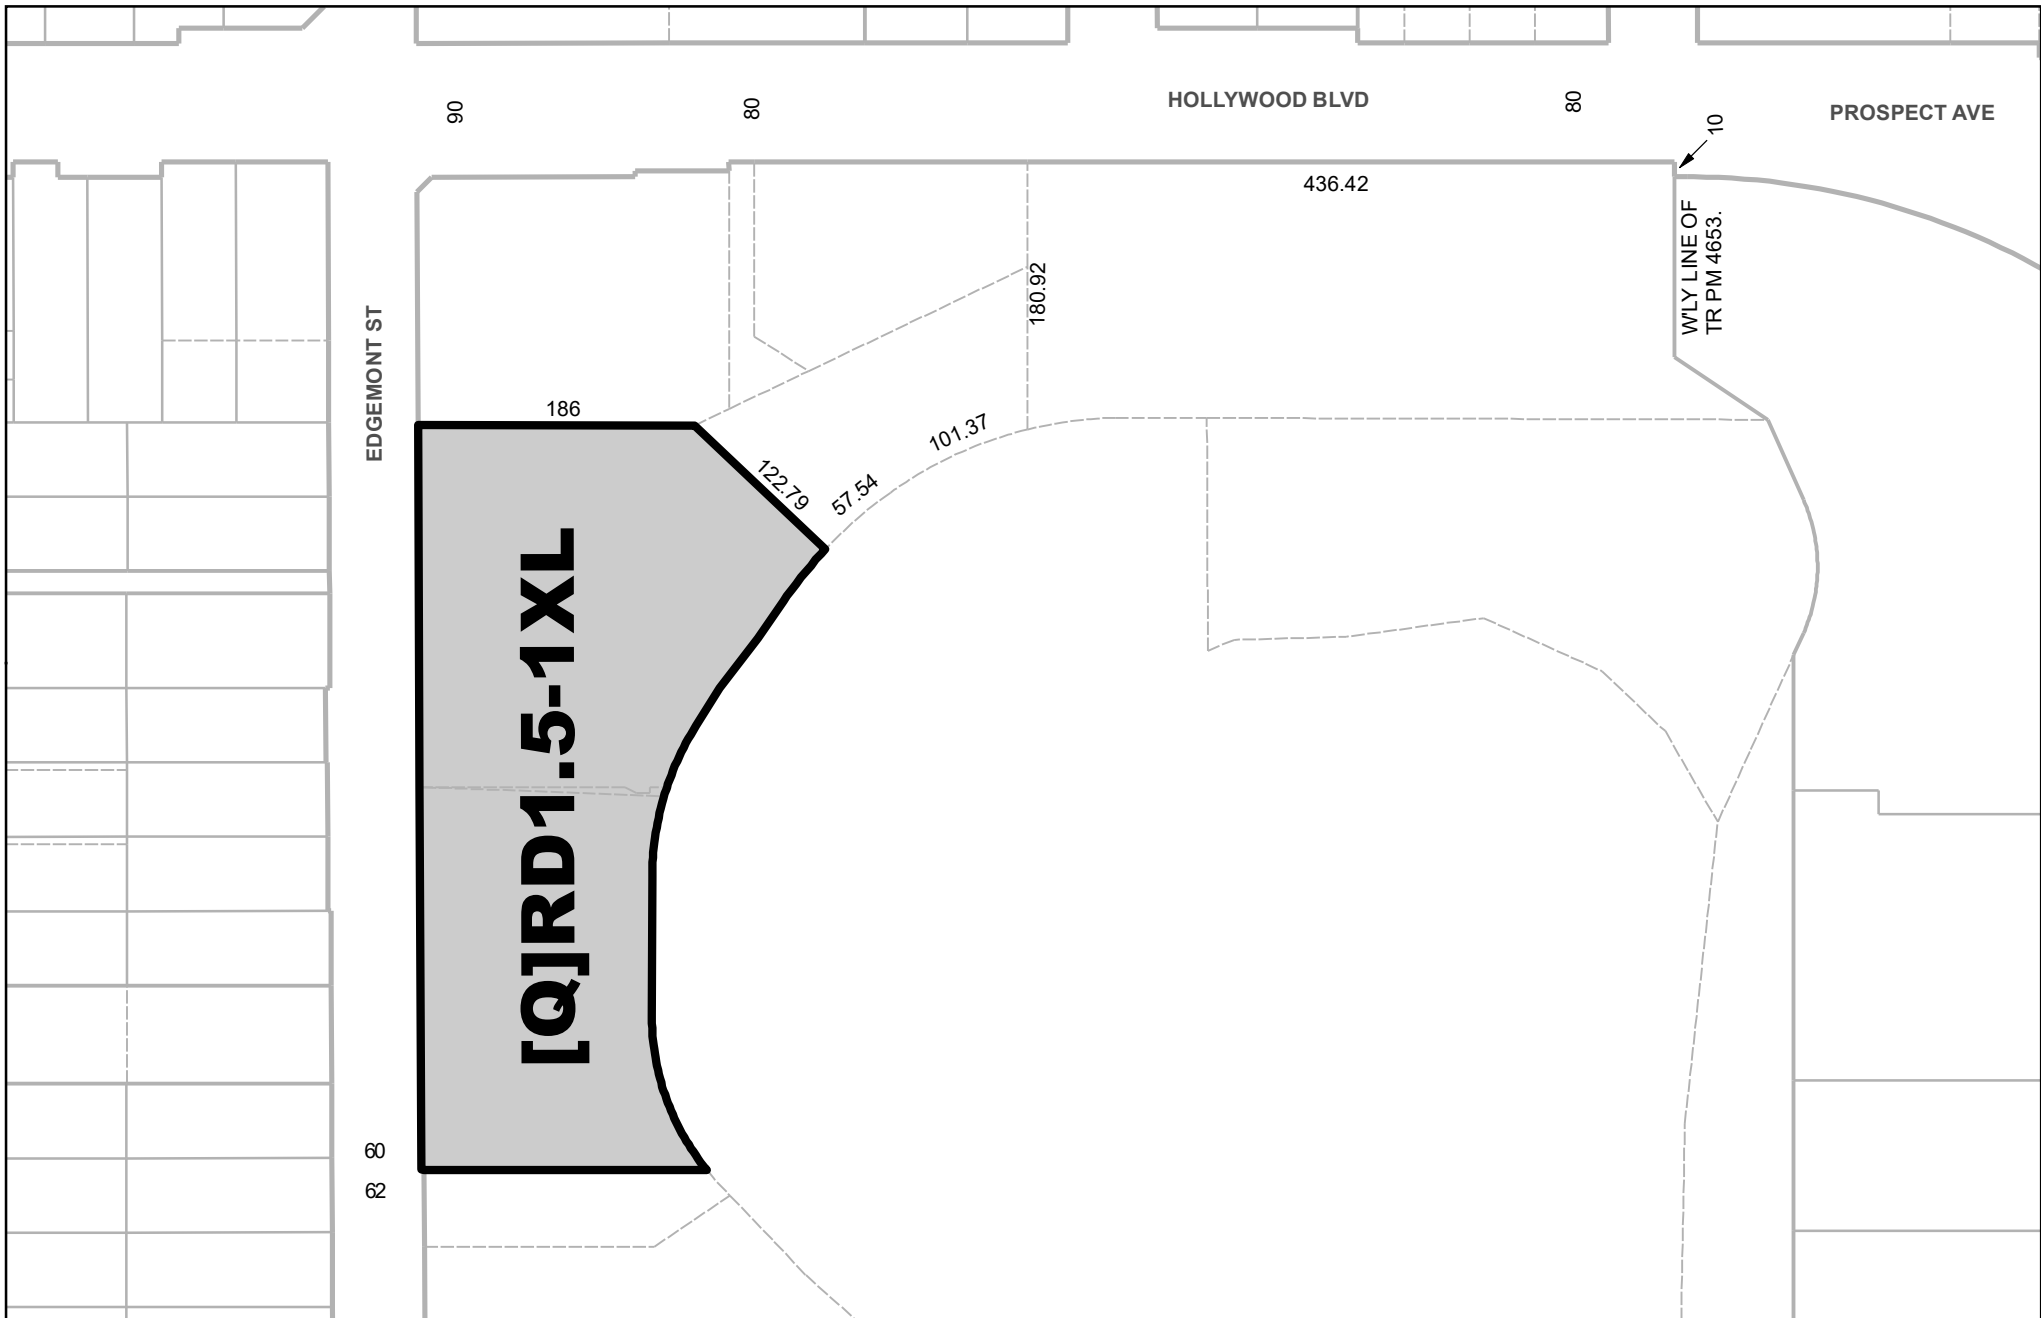 90
80
HOLLYWOOD BLVD
80
10
PROSPECT AVE
436.42
W'LY LINE OF
TR PM 4653.
180.92
EDGEMONT ST
186
101.37
122.79
57.54
[Q]RD1.5-1XL
60
62